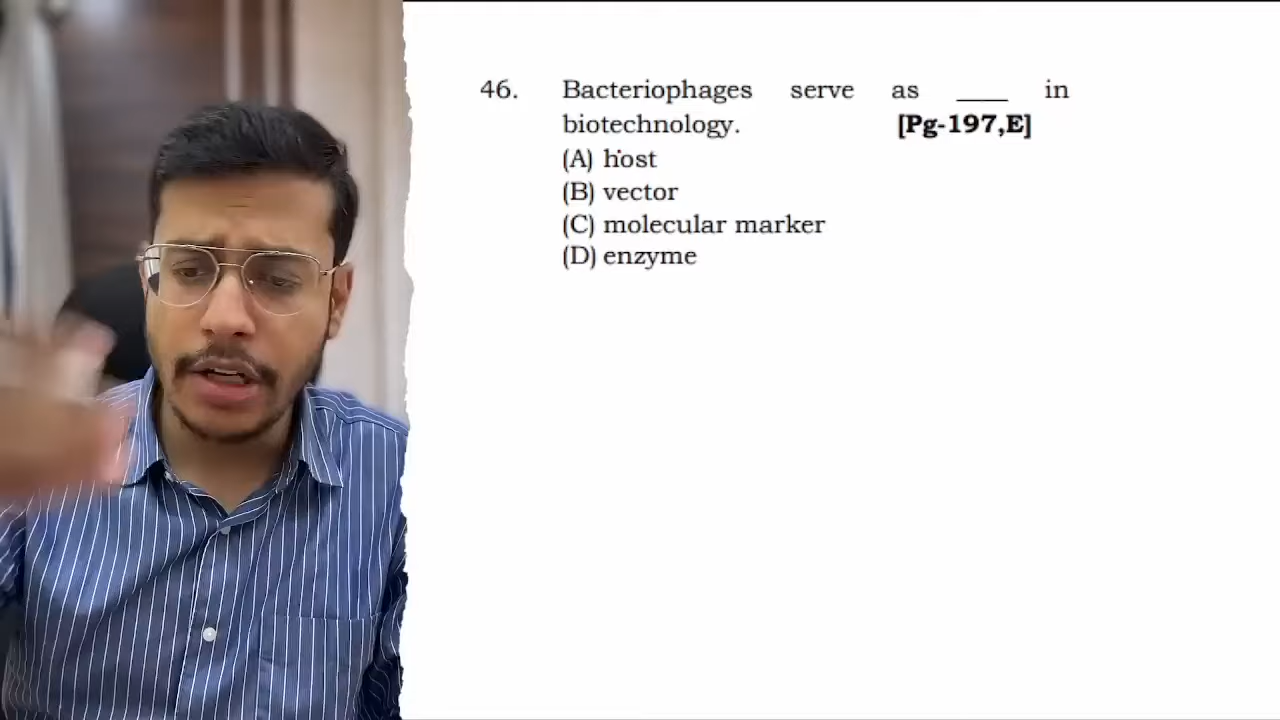 46. Bacteriophages serve as ____ in
biotechnology. [Pg-197,E]
(A) host
(B) vector
(C) molecular marker
(D) enzyme